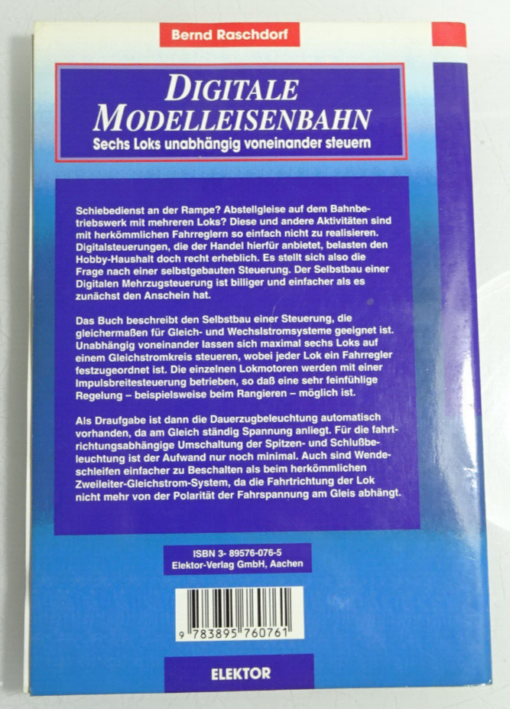 Bernd Raschdorf
DIGITALE
MODELLEISENBAHN
Sechs Loks unabhängig voneinander steuern
Schiebedienst an der Rampe? Abstellgleise auf dem Bahnbe-
triebswerk mit mehreren Loks? Diese und andere Aktivitäten sind
mit herkömmlichen Fahrreglern so einfach nicht zu realisieren.
Digitalsteuerungen, die der Handel hierfür anbietet, belasten den
Hobby-Haushalt doch recht erheblich. Es stellt sich also die
Frage nach einer selbstgebauten Steuerung. Der Selbstbau einer
Digitalen Mehrzugsteuerung ist billiger und einfacher als es
zunächst den Anschein hat.
Das Buch beschreibt den Selbstbau einer Steuerung, die
gleichermaßen für Gleich- und Wechslstromsysteme geeignet ist.
Unabhängig voneinander lassen sich maximal sechs Loks auf
einem Gleichstromkreis steueren, wobei jeder Lok ein Fahrregler
festzugeordnet ist. Die einzelnen Lokmotoren werden mit einer
Impulsbreitesteuerung betrieben, so daß eine sehr feinfühlige
Regelung – beispielsweise beim Rangieren – möglich ist.
Als Draufgabe ist dann die Dauerzugbeleuchtung automatisch
vorhanden, da am Gleich ständig Spannung anliegt. Für die fahrt-
richtungsabhängige Umschaltung der Spitzen- und Schlußbe-
leuchtung ist der Aufwand nur noch minimal. Auch sind Wende-
schleifen einfacher zu Beschalten als beim herkömmlichen
Zweileiter-Gleichstrom-System, da die Fahrtrichtung der Lok
nicht mehr von der Polarität der Fahrspannung am Gleis abhängt.
ISBN 3- 89576-076-5
Elektor-Verlag GmbH, Aachen
9 783895 760761
ELEKTOR